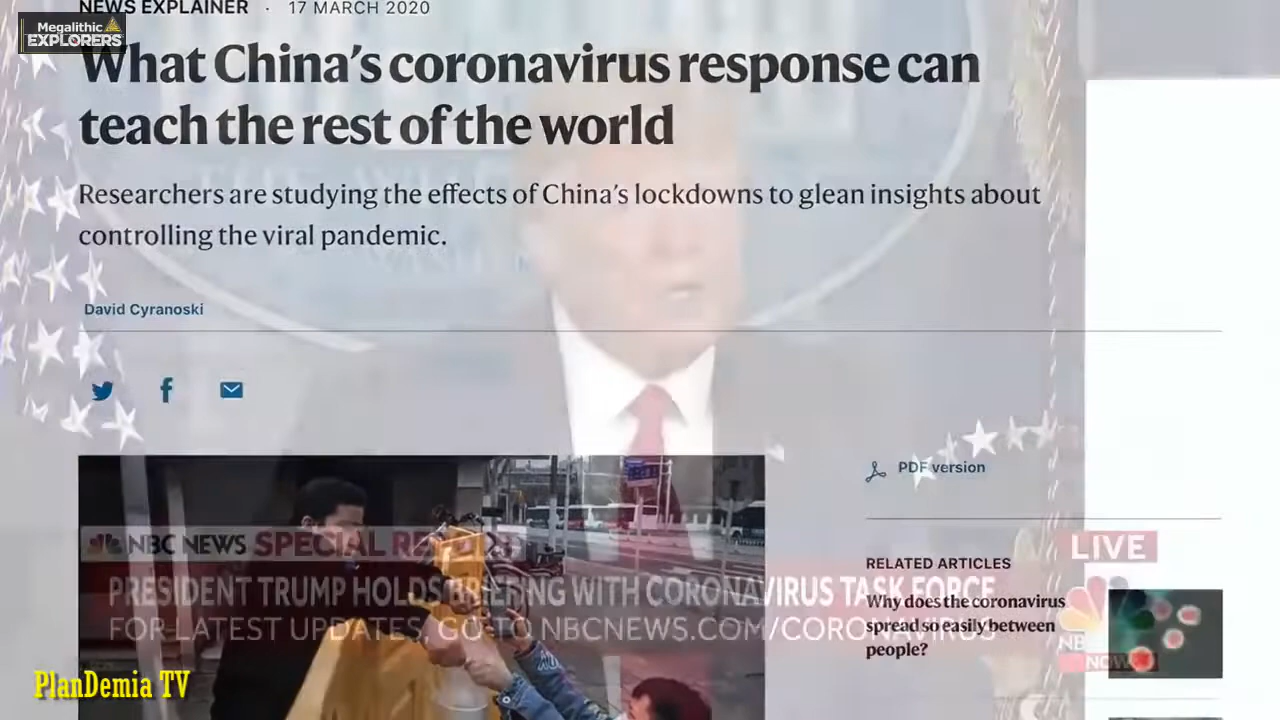 NEWS EXPLAINER · 17 MARCH 2020
Megalithic
EXPLORERS
What China's coronavirus response can
teach the rest of the world
Researchers are studying the effects of China's lockdowns to glean insights about
controlling the viral pandemic.
David Cyranoski
PDF version
NBC NEWS SPECIAL REPORT
LIVE
RELATED ARTICLES
PRESIDENT TRUMP HOLDS BRIEFING WITH CORONAVIRUS TASK FORCE
Why does the coronavirus
spread so easily between
people?
FOR LATEST UPDATES, GO TO NBCNEWS.COM/CORONAVIRUS
NBC
NOW
PlanDemia TV